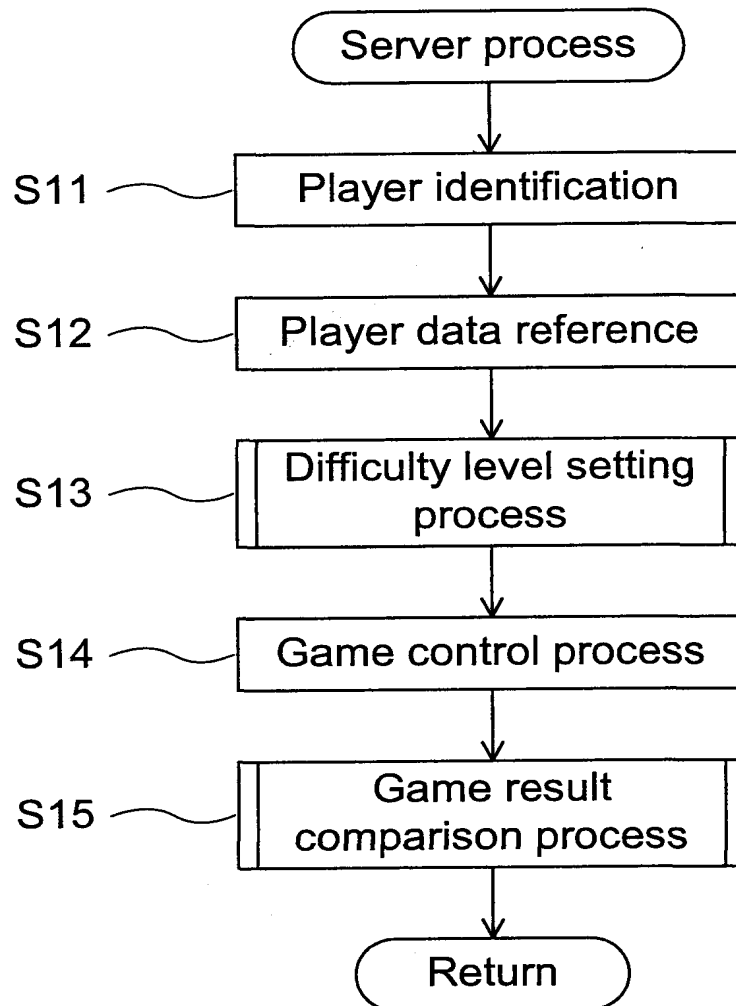 Server process
S11
Player identification
S12
Player data reference
S13
Difficulty level setting
process
S14
Game control process
S15
Game result
comparison process
Return